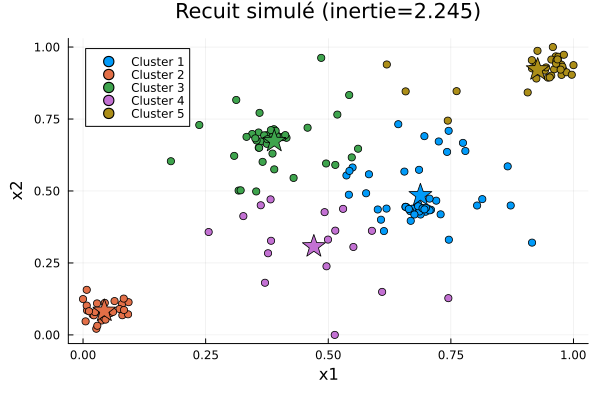 Recuit simulé (inertie=2.245)
1.00
0.75
0.50
0.25
0.00
x2
Cluster 1
Cluster 2
Cluster 3
Cluster 4
Cluster 5
0.00 0.25 0.50 0.75 1.00
x1